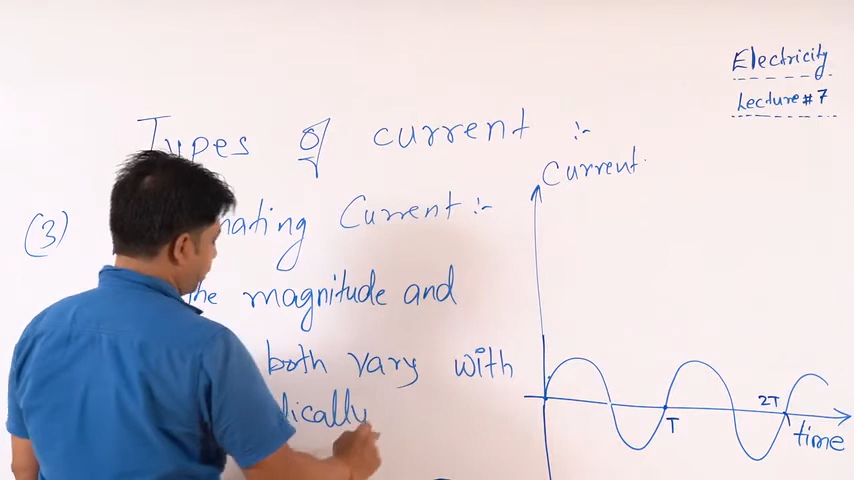 Electricity
Lecture # 7
Types of current :-
(3) Current :-
magnitude and
both vary with
Current
T
2T
time